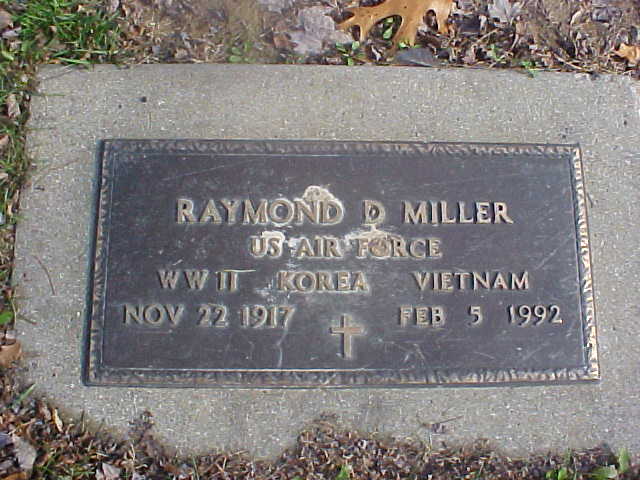 RAYMOND D MILLER
US AIR FORCE
WW II KOREA VIETNAM
NOV 22 1917 FEB 5 1992